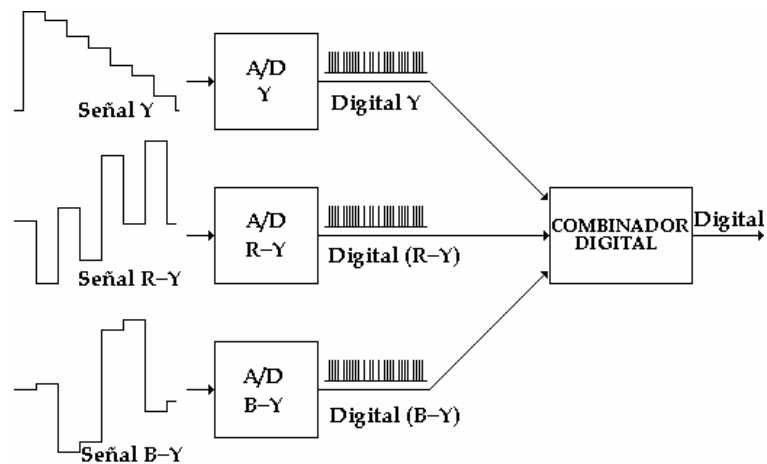 Señal Y
A/D
Y
Digital Y
Señal R−Y
A/D
R−Y
Digital (R−Y)
Señal B−Y
A/D
B−Y
Digital (B−Y)
COMBINADOR
DIGITAL
Digital